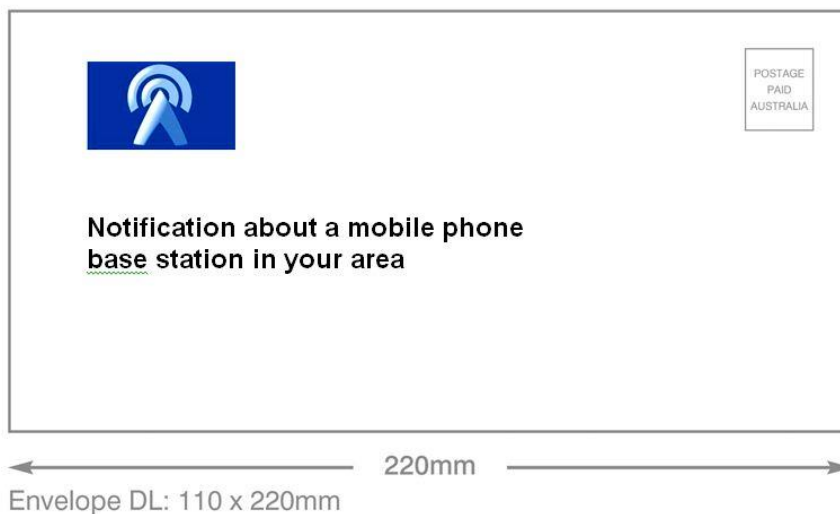 POSTAGE
PAID
AUSTRALIA
Notification about a mobile phone
base station in your area
220mm
Envelope DL: 110 x 220mm